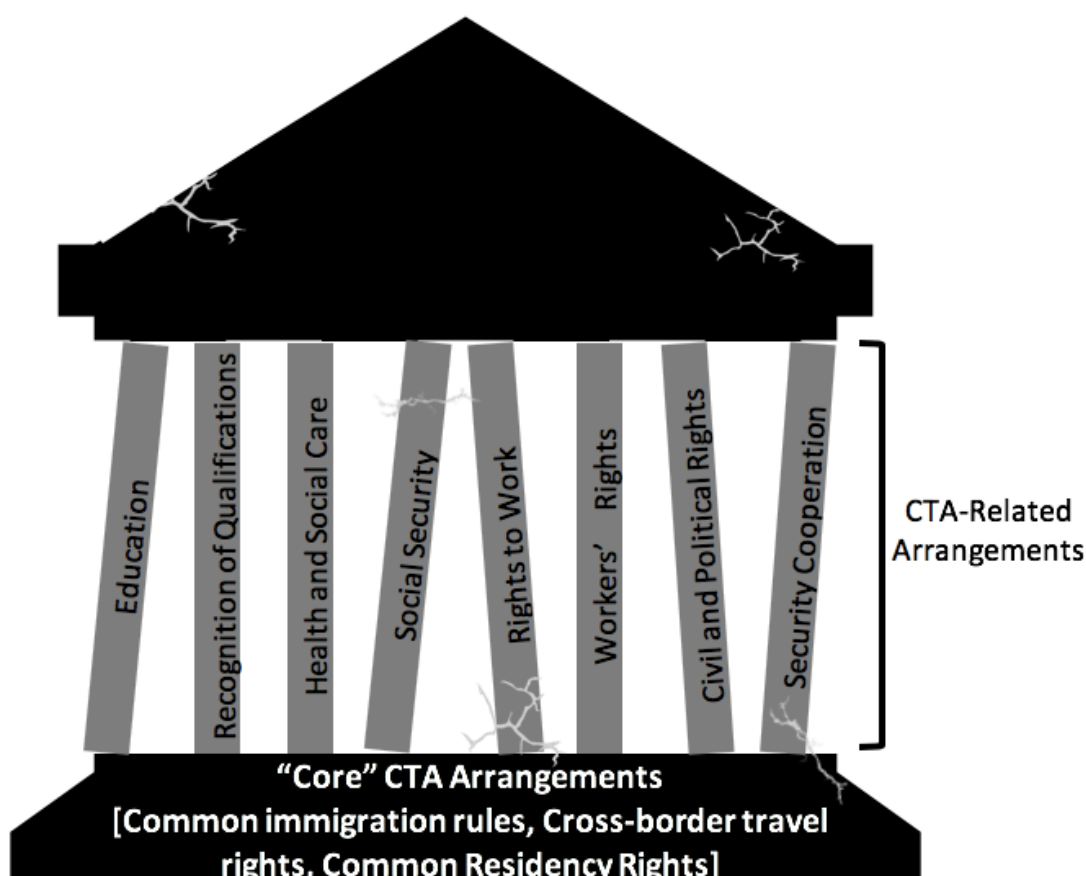 Education
Recognition of Qualifications
Health and Social Care
Social Security
Rights to Work
Workers’ Rights
Civil and Political Rights
Security Cooperation
CTA-Related
Arrangements
“Core” CTA Arrangements
[Common immigration rules, Cross-border travel
rights, Common Residency Rights]